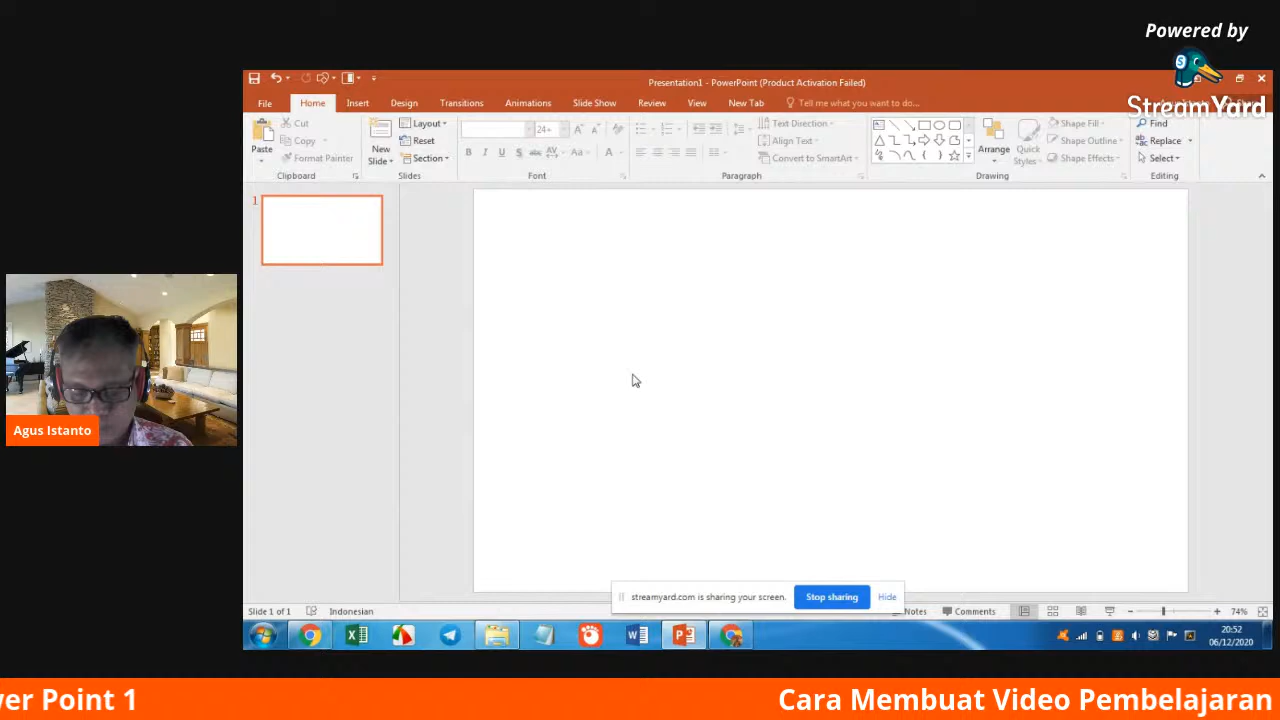 Powered by
StreamYard
Presentation1 - PowerPoint (Product Activation Failed)
File Home Insert Design Transitions Animations Slide Show Review View New Tab Tell me what you want to do...
Paste
Cut
Copy
Format Painter
Clipboard
New Slide
Layout
Reset
Section
Slides
24+
B I U S abc AV Aa A
Font
Text Direction
Align Text
Convert to SmartArt
Paragraph
Arrange
Quick Styles
Shape Fill
Shape Outline
Shape Effects
Drawing
Find
Replace
Select
Editing
1
Agus Istanto
streamyard.com is sharing your screen. Stop sharing Hide
Slide 1 of 1 Indonesian Notes Comments 74%
20:52
06/12/2020
wer Point 1 Cara Membuat Video Pembelajaran